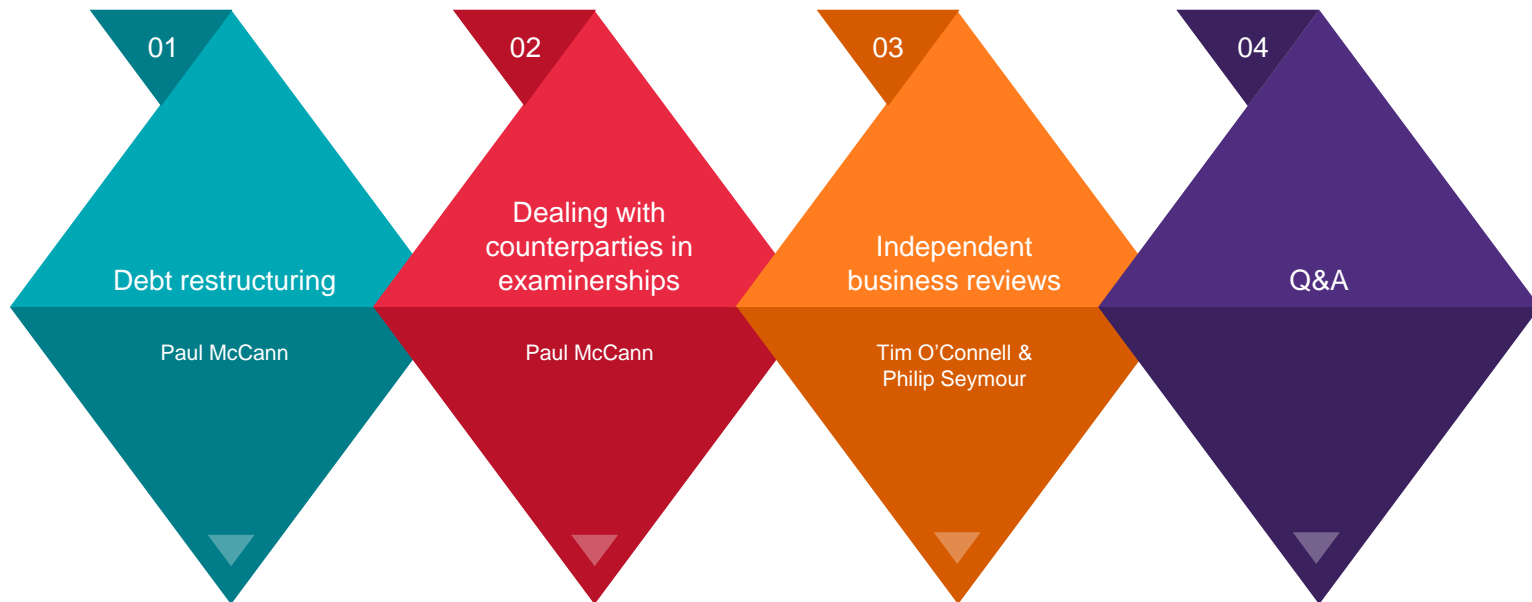 01
Debt restructuring
Paul McCann
02
Dealing with
counterparties in
examinerships
Paul McCann
03
Independent
business reviews
Tim O'Connell &
Philip Seymour
04
Q&A